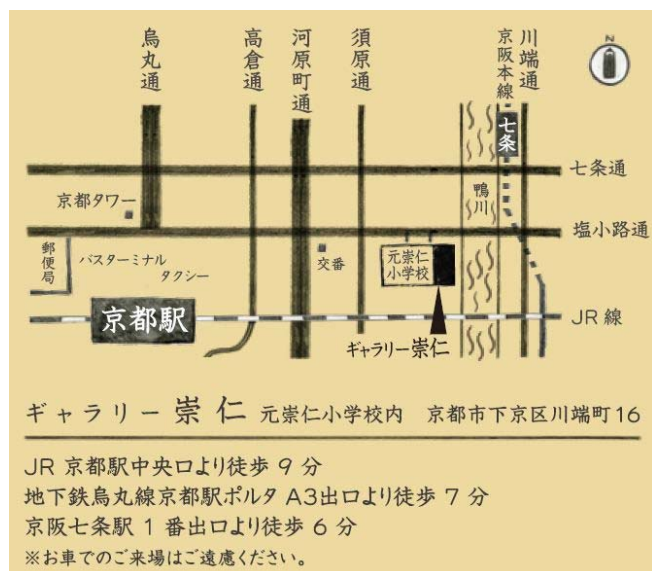 烏丸通
高倉通
河原町通
須原通
京阪本線
川端通
N
七条
七条通
京都タワー
鴨川
塩小路通
郵便局
バスターミナル
タクシー
交番
元崇仁
小学校
京都駅
JR 線
ギャラリー崇仁
ギャラリー 崇 仁 元崇仁小学校内 京都市下京区川端町16
JR 京都駅中央口より徒歩 9 分
地下鉄烏丸線京都駅ポルタ A3出口より徒歩 7 分
京阪七条駅 1 番出口より徒歩 6 分
※お車でのご来場はご遠慮ください。